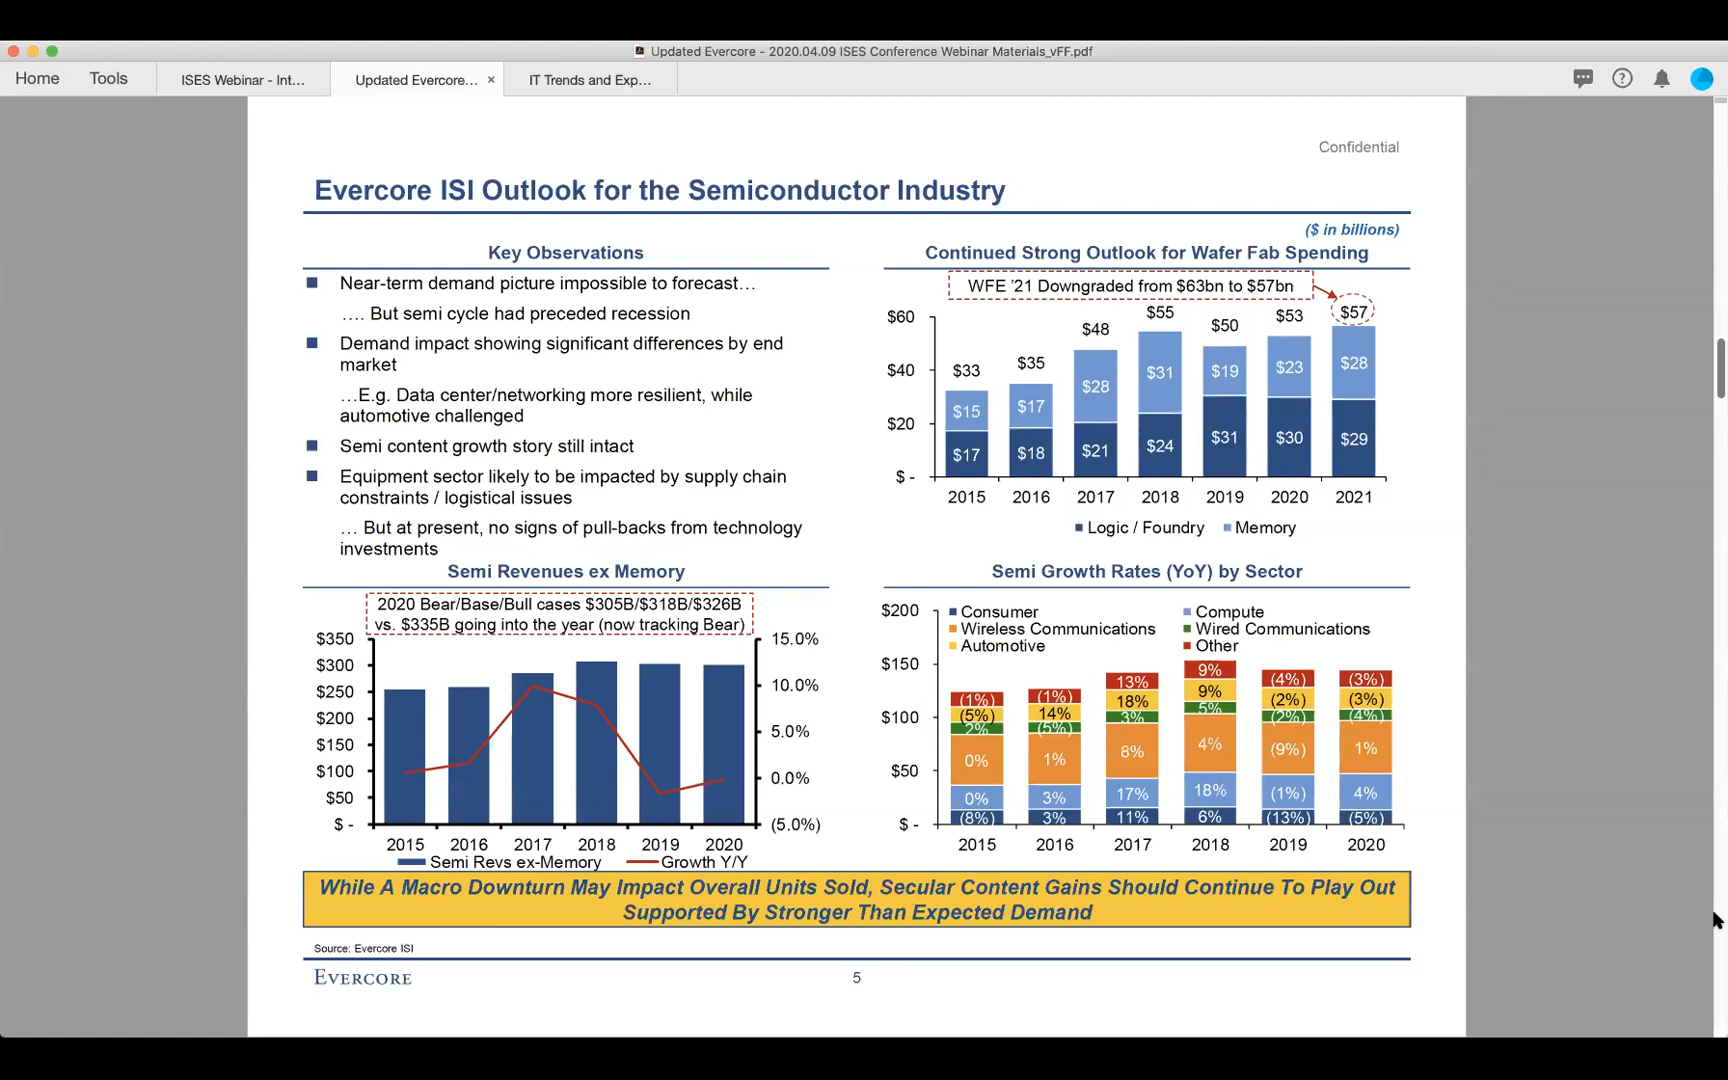 Updated Evercore - 2020.04.09 ISES Conference Webinar Materials_vFF.pdf
Home
Tools
ISES Webinar - Int...
Updated Evercore... ×
IT Trends and Exp...
Confidential
Evercore ISI Outlook for the Semiconductor Industry
($ in billions)
Key Observations
Near-term demand picture impossible to forecast…
…. But semi cycle had preceded recession
Demand impact showing significant differences by end
market
…E.g. Data center/networking more resilient, while
automotive challenged
Semi content growth story still intact
Equipment sector likely to be impacted by supply chain
constraints / logistical issues
… But at present, no signs of pull-backs from technology
investments
Continued Strong Outlook for Wafer Fab Spending
WFE ’21 Downgraded from $63bn to $57bn
$60
$40
$20
$ -
$33
$35
$48
$55
$50
$53
$57
$15
$17
$28
$31
$19
$23
$28
$17
$18
$21
$24
$31
$30
$29
2015 2016 2017 2018 2019 2020 2021
Logic / Foundry Memory
Semi Revenues ex Memory
2020 Bear/Base/Bull cases $305B/$318B/$326B
vs. $335B going into the year (now tracking Bear)
$350
$300
$250
$200
$150
$100
$50
$ -
15.0%
10.0%
5.0%
0.0%
(5.0%)
2015 2016 2017 2018 2019 2020
Semi Revs ex-Memory Growth Y/Y
Semi Growth Rates (YoY) by Sector
$200
$150
$100
$50
$ -
Consumer Compute
Wireless Communications Wired Communications
Automotive Other
(1%) (1%) 13% 9% (4%) (3%)
(5%) 14% 18% 9% (2%) (3%)
2% (5%) 3% 5% (2%) (4%)
0% 1% 8% 4% (9%) 1%
0% 3% 17% 18% (1%) 4%
(8%) 3% 11% 6% (13%) (5%)
2015 2016 2017 2018 2019 2020
While A Macro Downturn May Impact Overall Units Sold, Secular Content Gains Should Continue To Play Out
Supported By Stronger Than Expected Demand
Source: Evercore ISI
EVERCORE
5